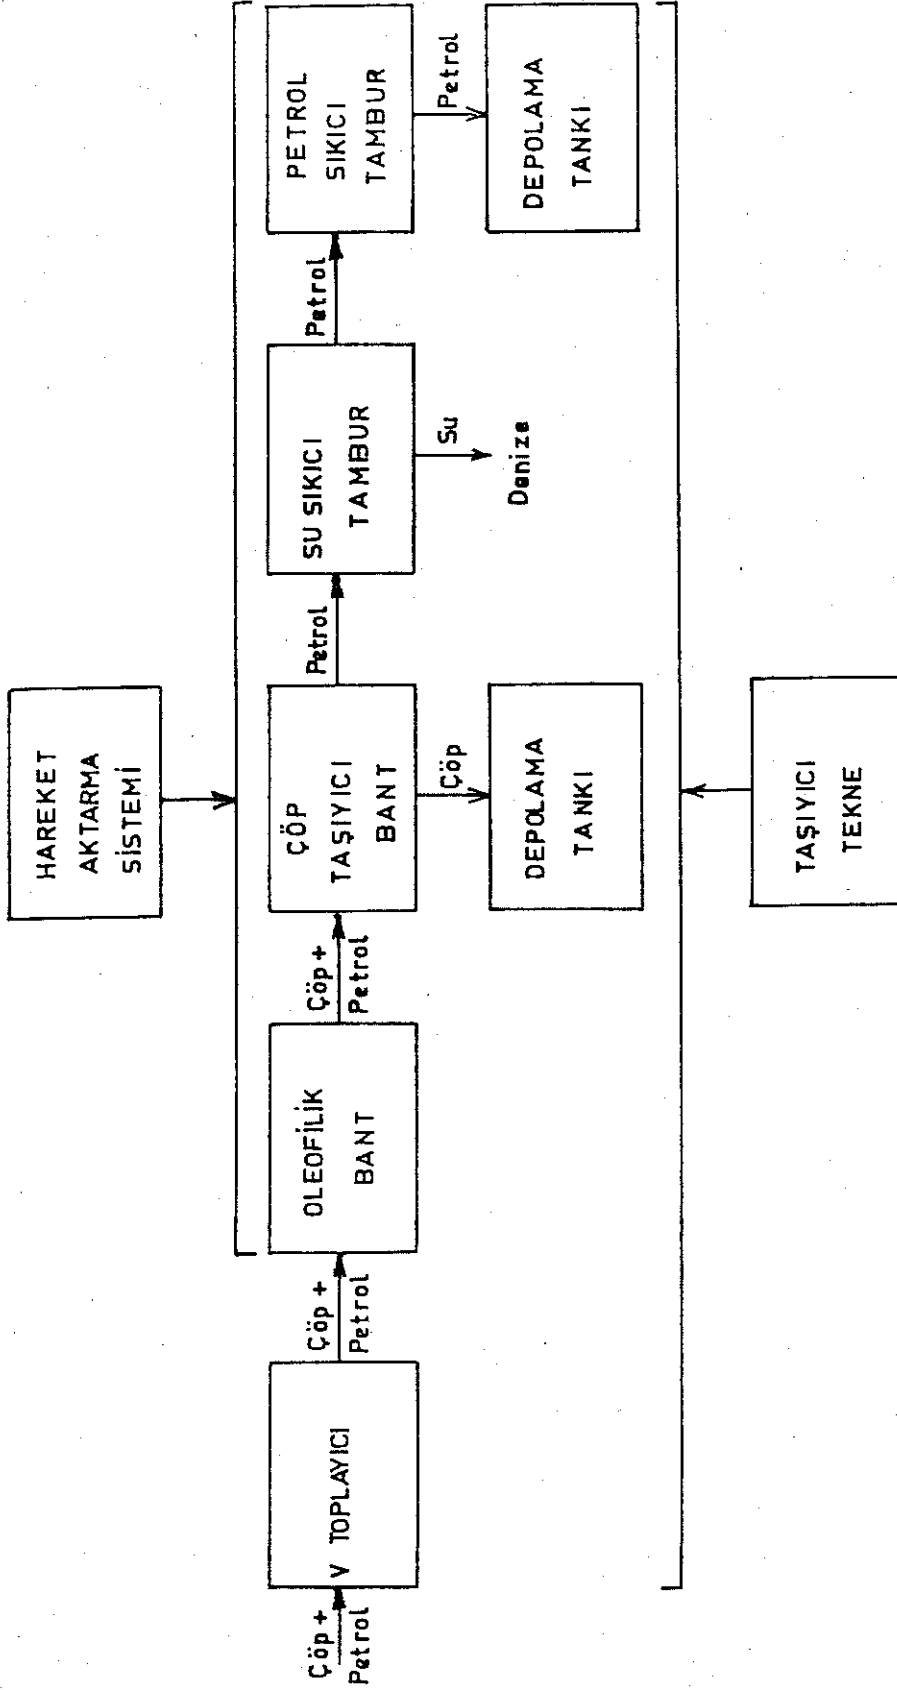 HAREKET
AKTARMA
SİSTEMİ
Çöp +
Petrol
V TOPLAYICI
Çöp +
Petrol
OLEOFİLİK
BANT
Çöp +
Petrol
ÇÖP
TAŞIYICI
BANT
Petrol
SU SIKICI
TAMBUR
Petrol
PETROL
SIKICI
TAMBUR
Çöp
DEPOLAMA
TANKI
Su
Denize
Petrol
DEPOLAMA
TANKI
TAŞIYICI
TEKNE